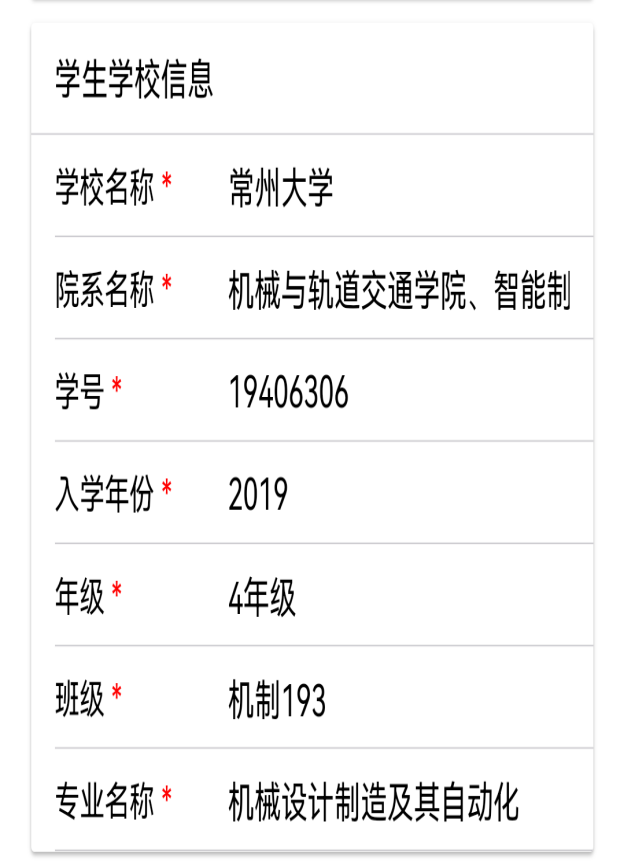 学生学校信息
学校名称 * 常州大学
院系名称 * 机械与轨道交通学院、智能制
学号 * 19406306
入学年份 * 2019
年级 * 4年级
班级 * 机制193
专业名称 * 机械设计制造及其自动化